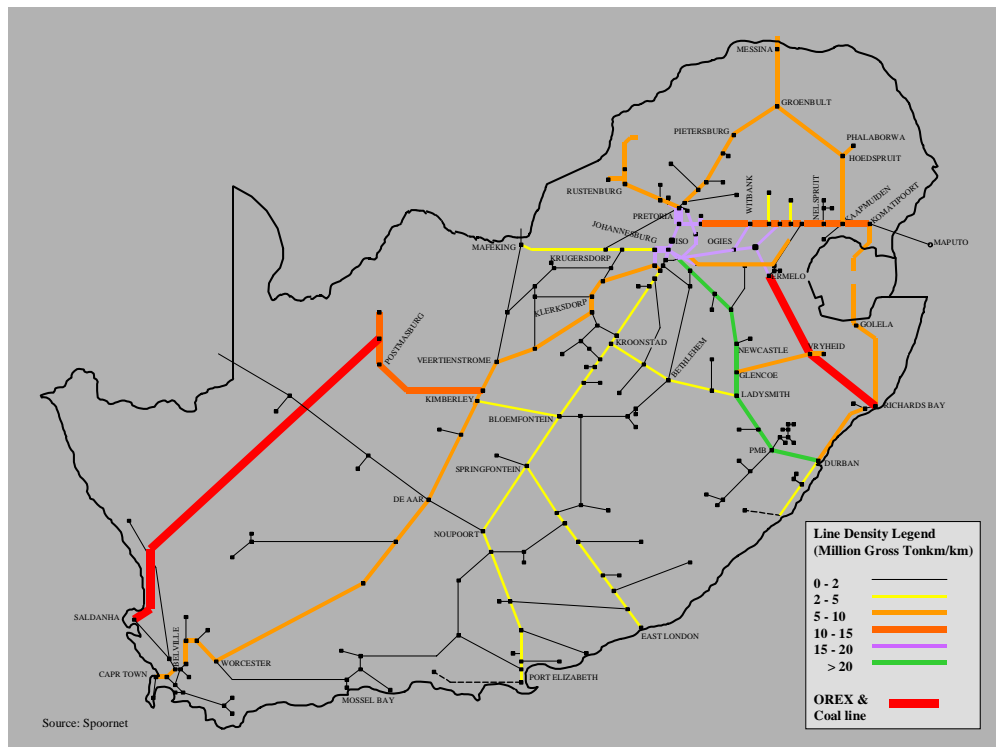 MESSINA
GROENBULT
PIETERSBURG
PHALABORWA
HOEDSPRUIT
RUSTENBURG
WITBANK
NELSPRUIT
KAAPMUIDEN
KOMATIPOORT
PRETORIA
JOHANNESBURG
ISO
OGIES
MAPUTO
MAFEKING
KRUGERSDORP
ERMELO
KLERKSDORP
GOLELA
POSTMASBURG
VEERTIENSTROME
KROONSTAD
BETHLEHEM
NEWCASTLE
VRYHEID
GLENCOE
KIMBERLEY
LADYSMITH
RICHARDS BAY
BLOEMFONTEIN
PMB
DURBAN
SPRINGFONTEIN
DE AAR
NOUPOORT
SALDANHA
BELVILLE
EAST LONDON
WORCESTER
CAPR TOWN
PORT ELIZABETH
MOSSEL BAY
Source: Spoornet
Line Density Legend
(Million Gross Tonkm/km)
0 - 2
2 - 5
5 - 10
10 - 15
15 - 20
> 20
OREX &
Coal line